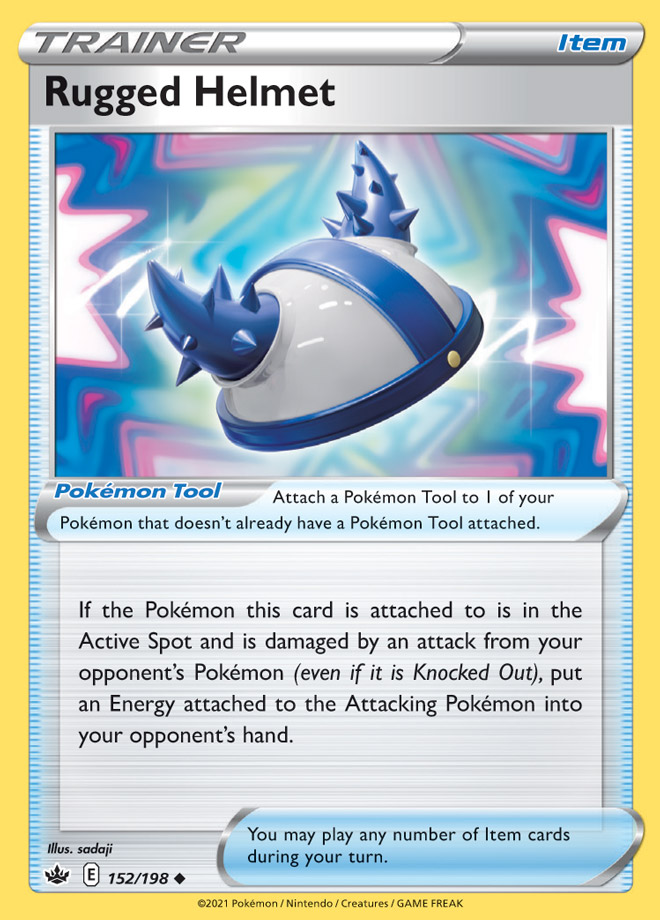 TRAINER
Item
Rugged Helmet
Pokémon Tool
Attach a Pokémon Tool to 1 of your
Pokémon that doesn't already have a Pokémon Tool attached.
If the Pokémon this card is attached to is in the
Active Spot and is damaged by an attack from your
opponent's Pokémon (even if it is Knocked Out), put
an Energy attached to the Attacking Pokémon into
your opponent's hand.
You may play any number of Item cards
during your turn.
Illus. sadaji
E 152/198
©2021 Pokémon / Nintendo / Creatures / GAME FREAK